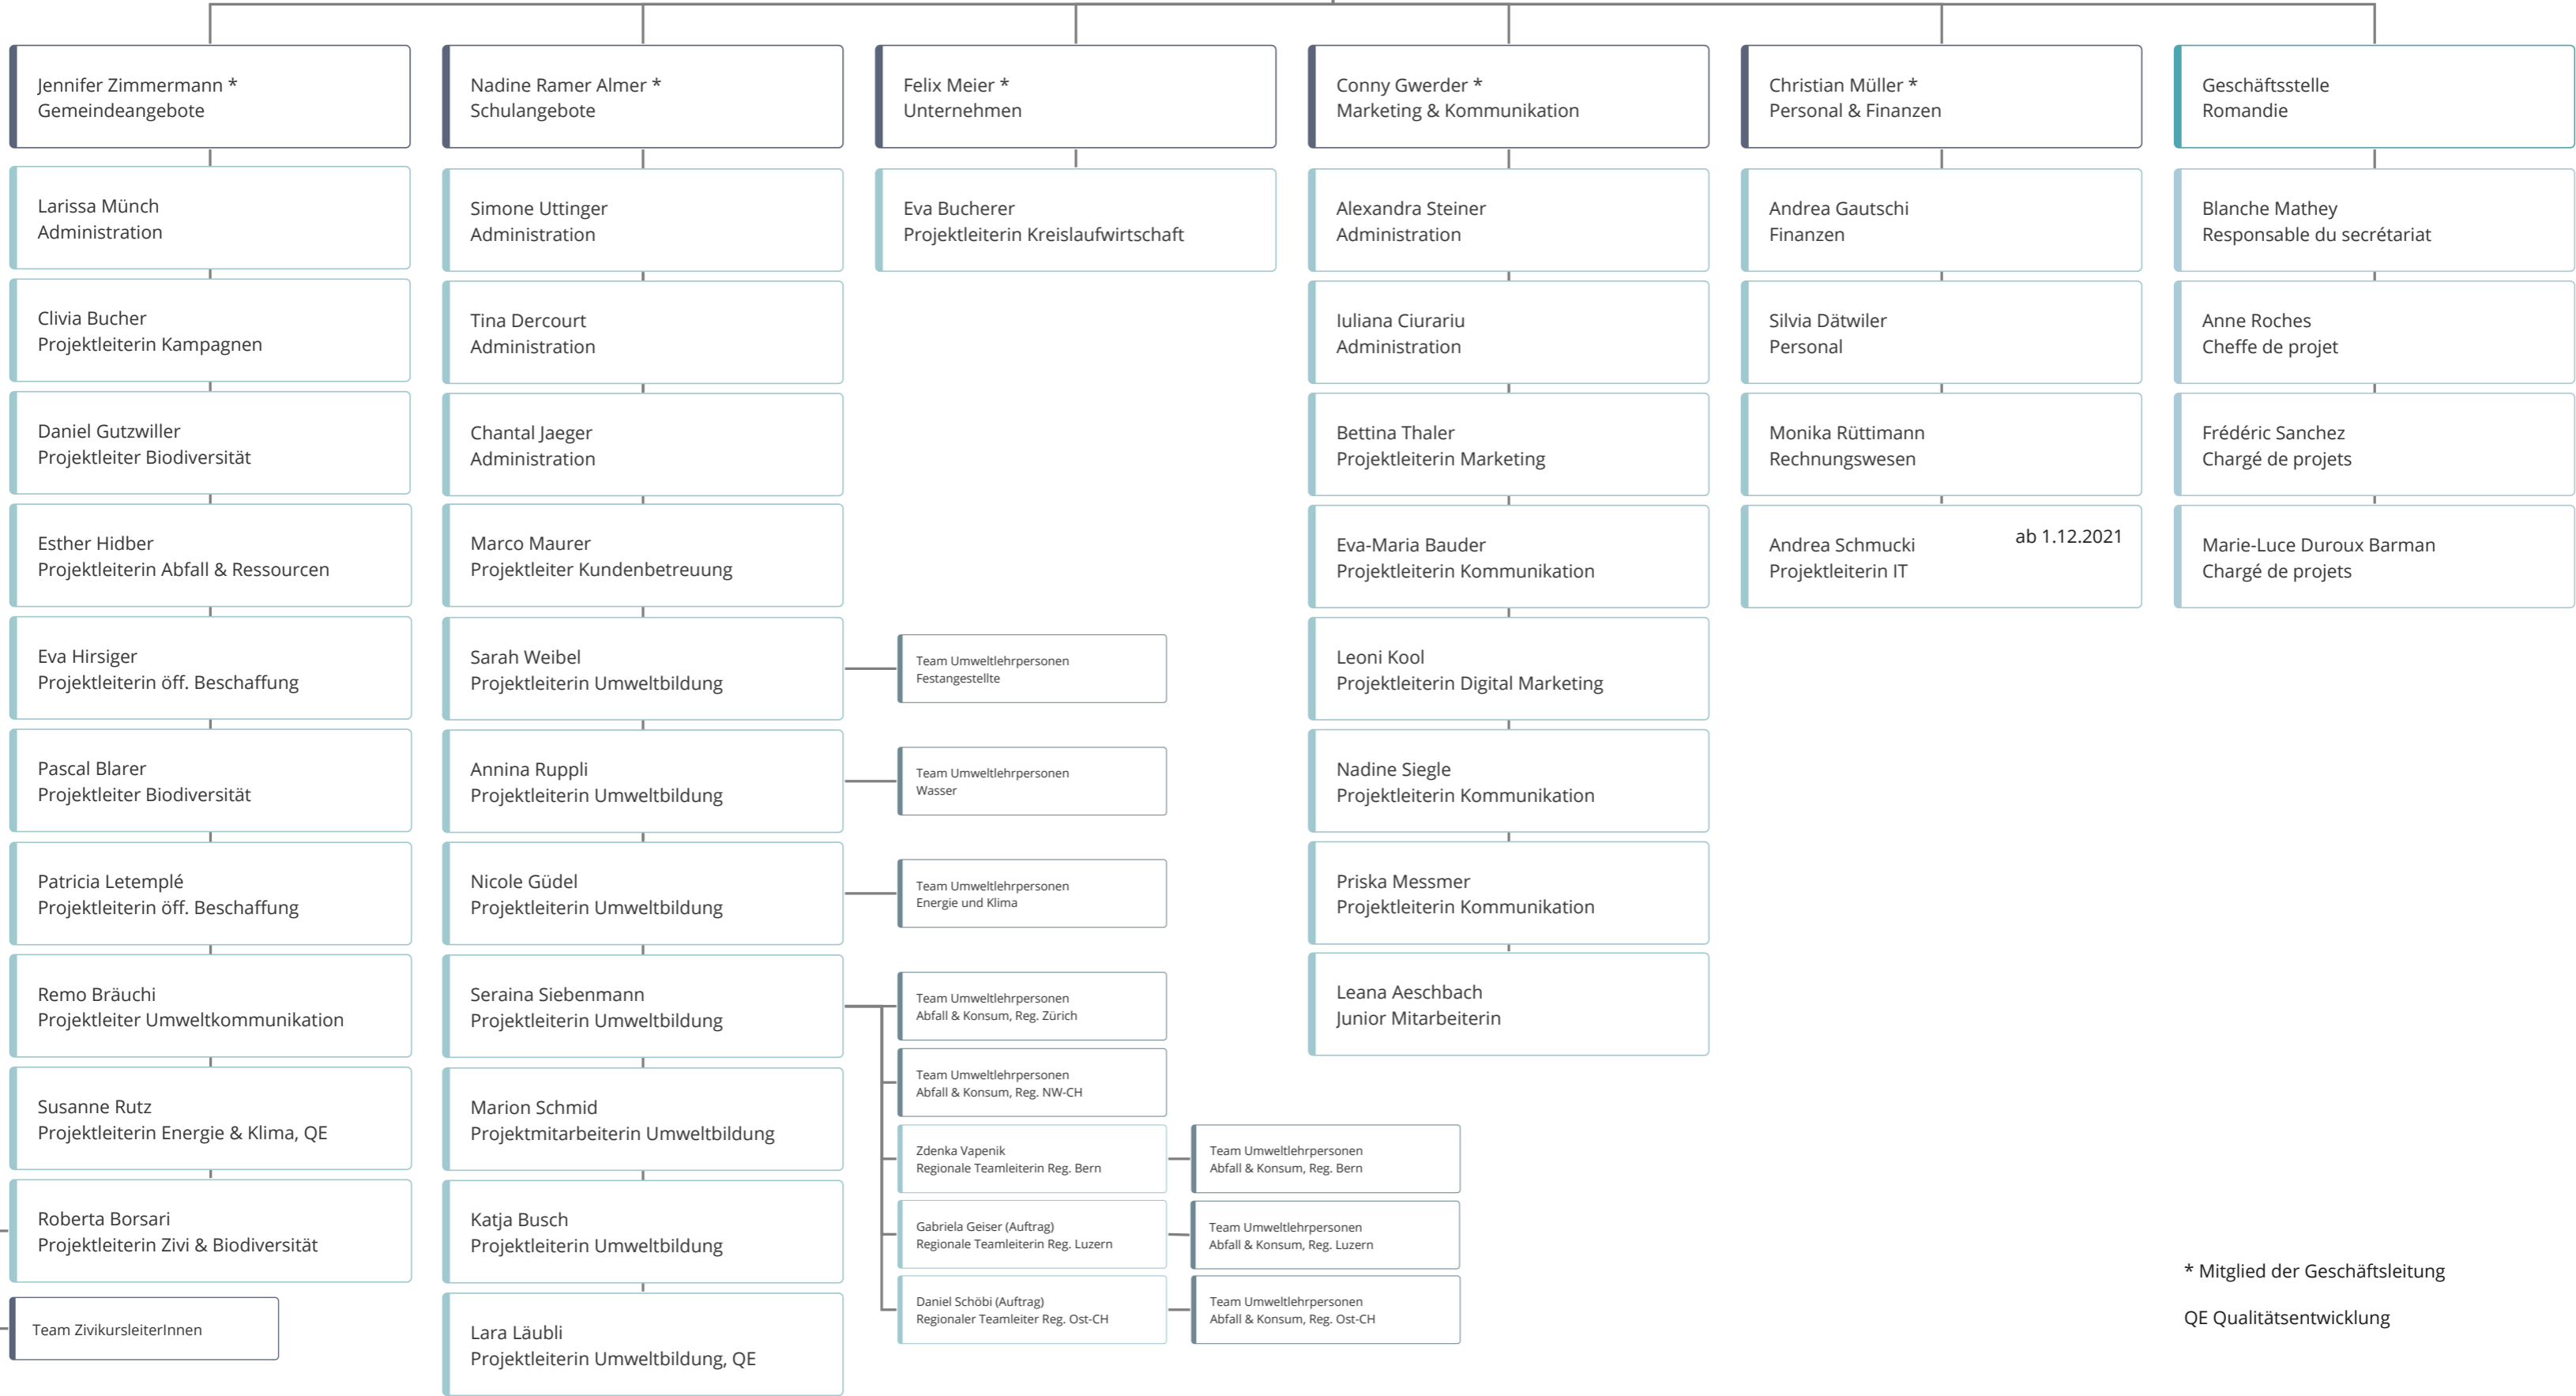 Jennifer Zimmermann *
Gemeindeangebote
Larissa Münch
Administration
Clivia Bucher
Projektleiterin Kampagnen
Daniel Gutzwiller
Projektleiter Biodiversität
Esther Hidber
Projektleiterin Abfall & Ressourcen
Eva Hirsiger
Projektleiterin öff. Beschaffung
Pascal Blarer
Projektleiter Biodiversität
Patricia Letemplé
Projektleiterin öff. Beschaffung
Remo Bräuchi
Projektleiter Umweltkommunikation
Susanne Rutz
Projektleiterin Energie & Klima, QE
Roberta Borsari
Projektleiterin Zivi & Biodiversität
Team ZivikursleiterInnen
Nadine Ramer Almer *
Schulangebote
Simone Uttinger
Administration
Tina Dercourt
Administration
Chantal Jaeger
Administration
Marco Maurer
Projektleiter Kundenbetreuung
Sarah Weibel
Projektleiterin Umweltbildung
Team Umweltlehrpersonen
Festangestellte
Annina Ruppli
Projektleiterin Umweltbildung
Team Umweltlehrpersonen
Wasser
Nicole Güdel
Projektleiterin Umweltbildung
Team Umweltlehrpersonen
Energie und Klima
Seraina Siebenmann
Projektleiterin Umweltbildung
Team Umweltlehrpersonen
Abfall & Konsum, Reg. Zürich
Team Umweltlehrpersonen
Abfall & Konsum, Reg. NW-CH
Zdenka Vapenik
Regionale Teamleiterin Reg. Bern
Team Umweltlehrpersonen
Abfall & Konsum, Reg. Bern
Gabriela Geiser (Auftrag)
Regionale Teamleiterin Reg. Luzern
Team Umweltlehrpersonen
Abfall & Konsum, Reg. Luzern
Daniel Schöbi (Auftrag)
Regionaler Teamleiter Reg. Ost-CH
Team Umweltlehrpersonen
Abfall & Konsum, Reg. Ost-CH
Marion Schmid
Projektmitarbeiterin Umweltbildung
Katja Busch
Projektleiterin Umweltbildung
Lara Läubli
Projektleiterin Umweltbildung, QE
Felix Meier *
Unternehmen
Eva Bucherer
Projektleiterin Kreislaufwirtschaft
Conny Gwerder *
Marketing & Kommunikation
Alexandra Steiner
Administration
Iuliana Ciurariu
Administration
Bettina Thaler
Projektleiterin Marketing
Eva-Maria Bauder
Projektleiterin Kommunikation
Leoni Kool
Projektleiterin Digital Marketing
Nadine Siegle
Projektleiterin Kommunikation
Priska Messmer
Projektleiterin Kommunikation
Leana Aeschbach
Junior Mitarbeiterin
Christian Müller *
Personal & Finanzen
Andrea Gautschi
Finanzen
Silvia Dätwiler
Personal
Monika Rüttimann
Rechnungswesen
ab 1.12.2021
Andrea Schmucki
Projektleiterin IT
Geschäftsstelle
Romandie
Blanche Mathey
Responsable du secrétariat
Anne Roches
Cheffe de projet
Frédéric Sanchez
Chargé de projets
Marie-Luce Duroux Barman
Chargé de projets
* Mitglied der Geschäftsleitung
QE Qualitätsentwicklung